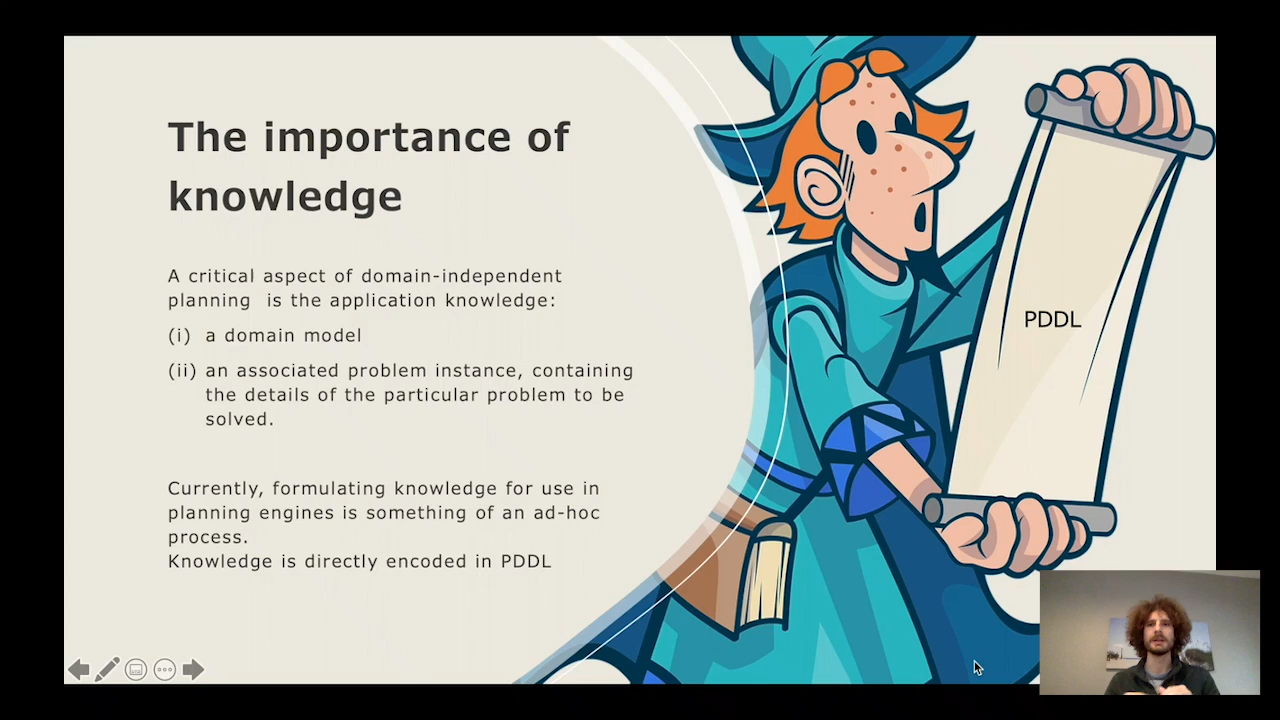 The importance of
knowledge
A critical aspect of domain-independent
planning  is the application knowledge:
(i) a domain model
(ii) an associated problem instance, containing
the details of the particular problem to be
solved.
Currently, formulating knowledge for use in
planning engines is something of an ad-hoc
process.
Knowledge is directly encoded in PDDL
PDDL